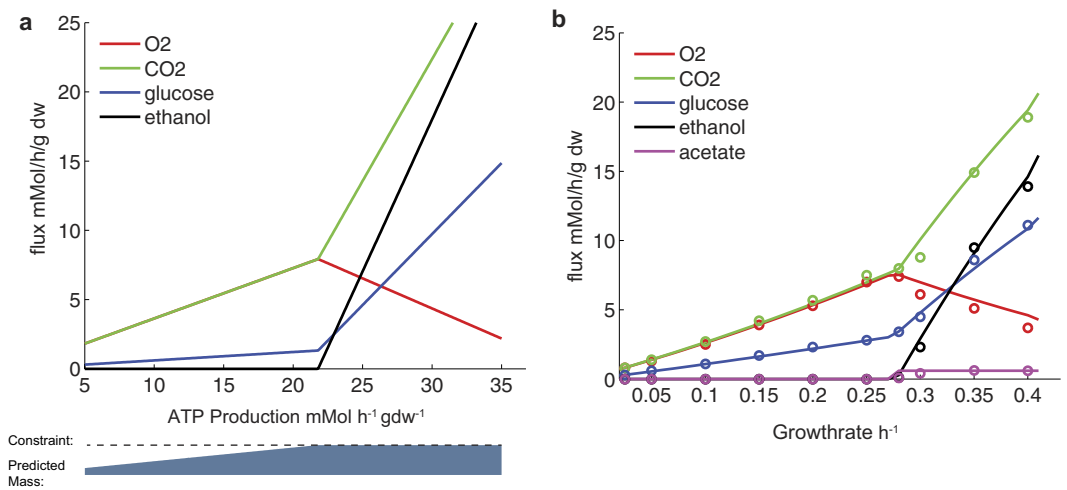 a
25
20
15
10
5
0
flux mMol/h/g dw
O2
CO2
glucose
ethanol
5 10 15 20 25 30 35
ATP Production mMol h-1 gdw-1
Constraint:
Predicted
Mass:
b
25
20
15
10
5
0
flux mMol/h/g dw
O2
CO2
glucose
ethanol
acetate
0.05 0.1 0.15 0.2 0.25 0.3 0.35 0.4
Growthrate h-1